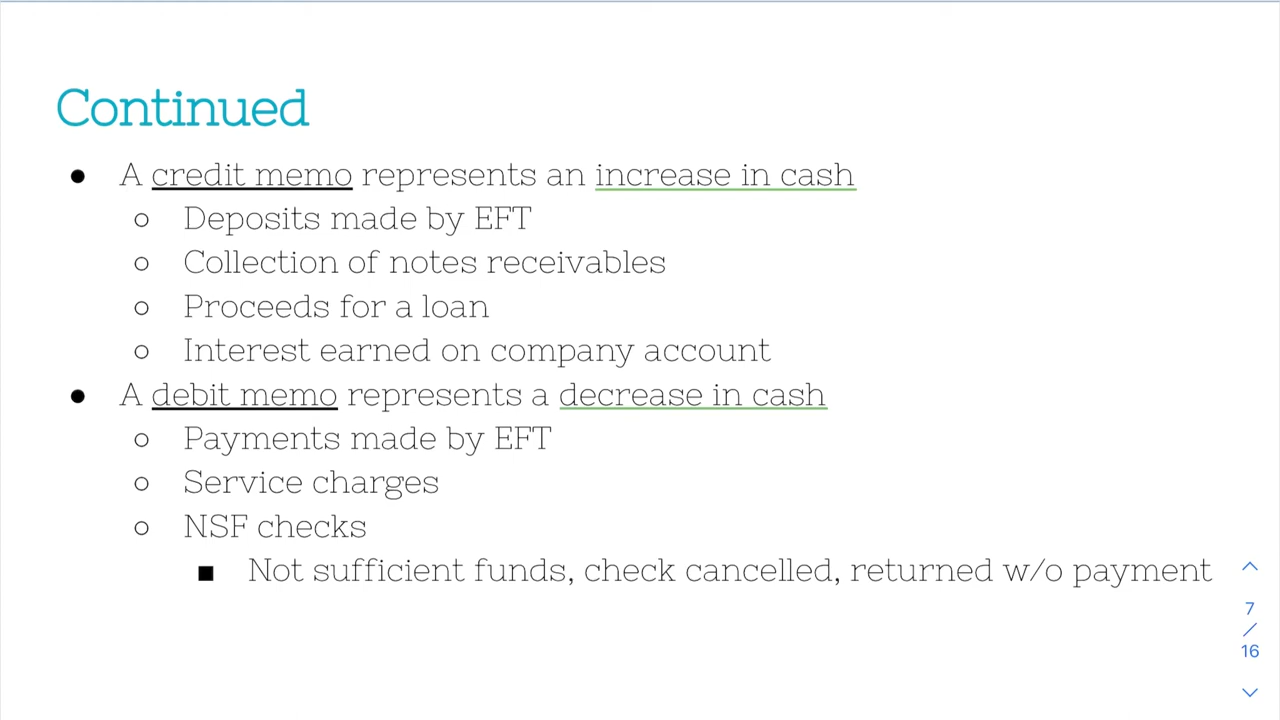 Continued
● A credit memo represents an increase in cash
○ Deposits made by EFT
○ Collection of notes receivables
○ Proceeds for a loan
○ Interest earned on company account
● A debit memo represents a decrease in cash
○ Payments made by EFT
○ Service charges
○ NSF checks
■ Not sufficient funds, check cancelled, returned w/o payment
7
/
16